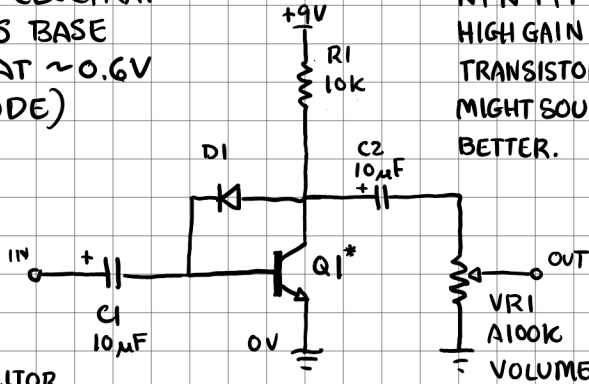 S BASE
AT ~0.6V
ODE)
HIGH GAIN
TRANSISTO
MIGHT SOU
BETTER.
+9V
R1
10K
D1
C2
10μF
+
IN
+
C1
10μF
Q1*
0V
OUT
VR1
A100K
VOLUME